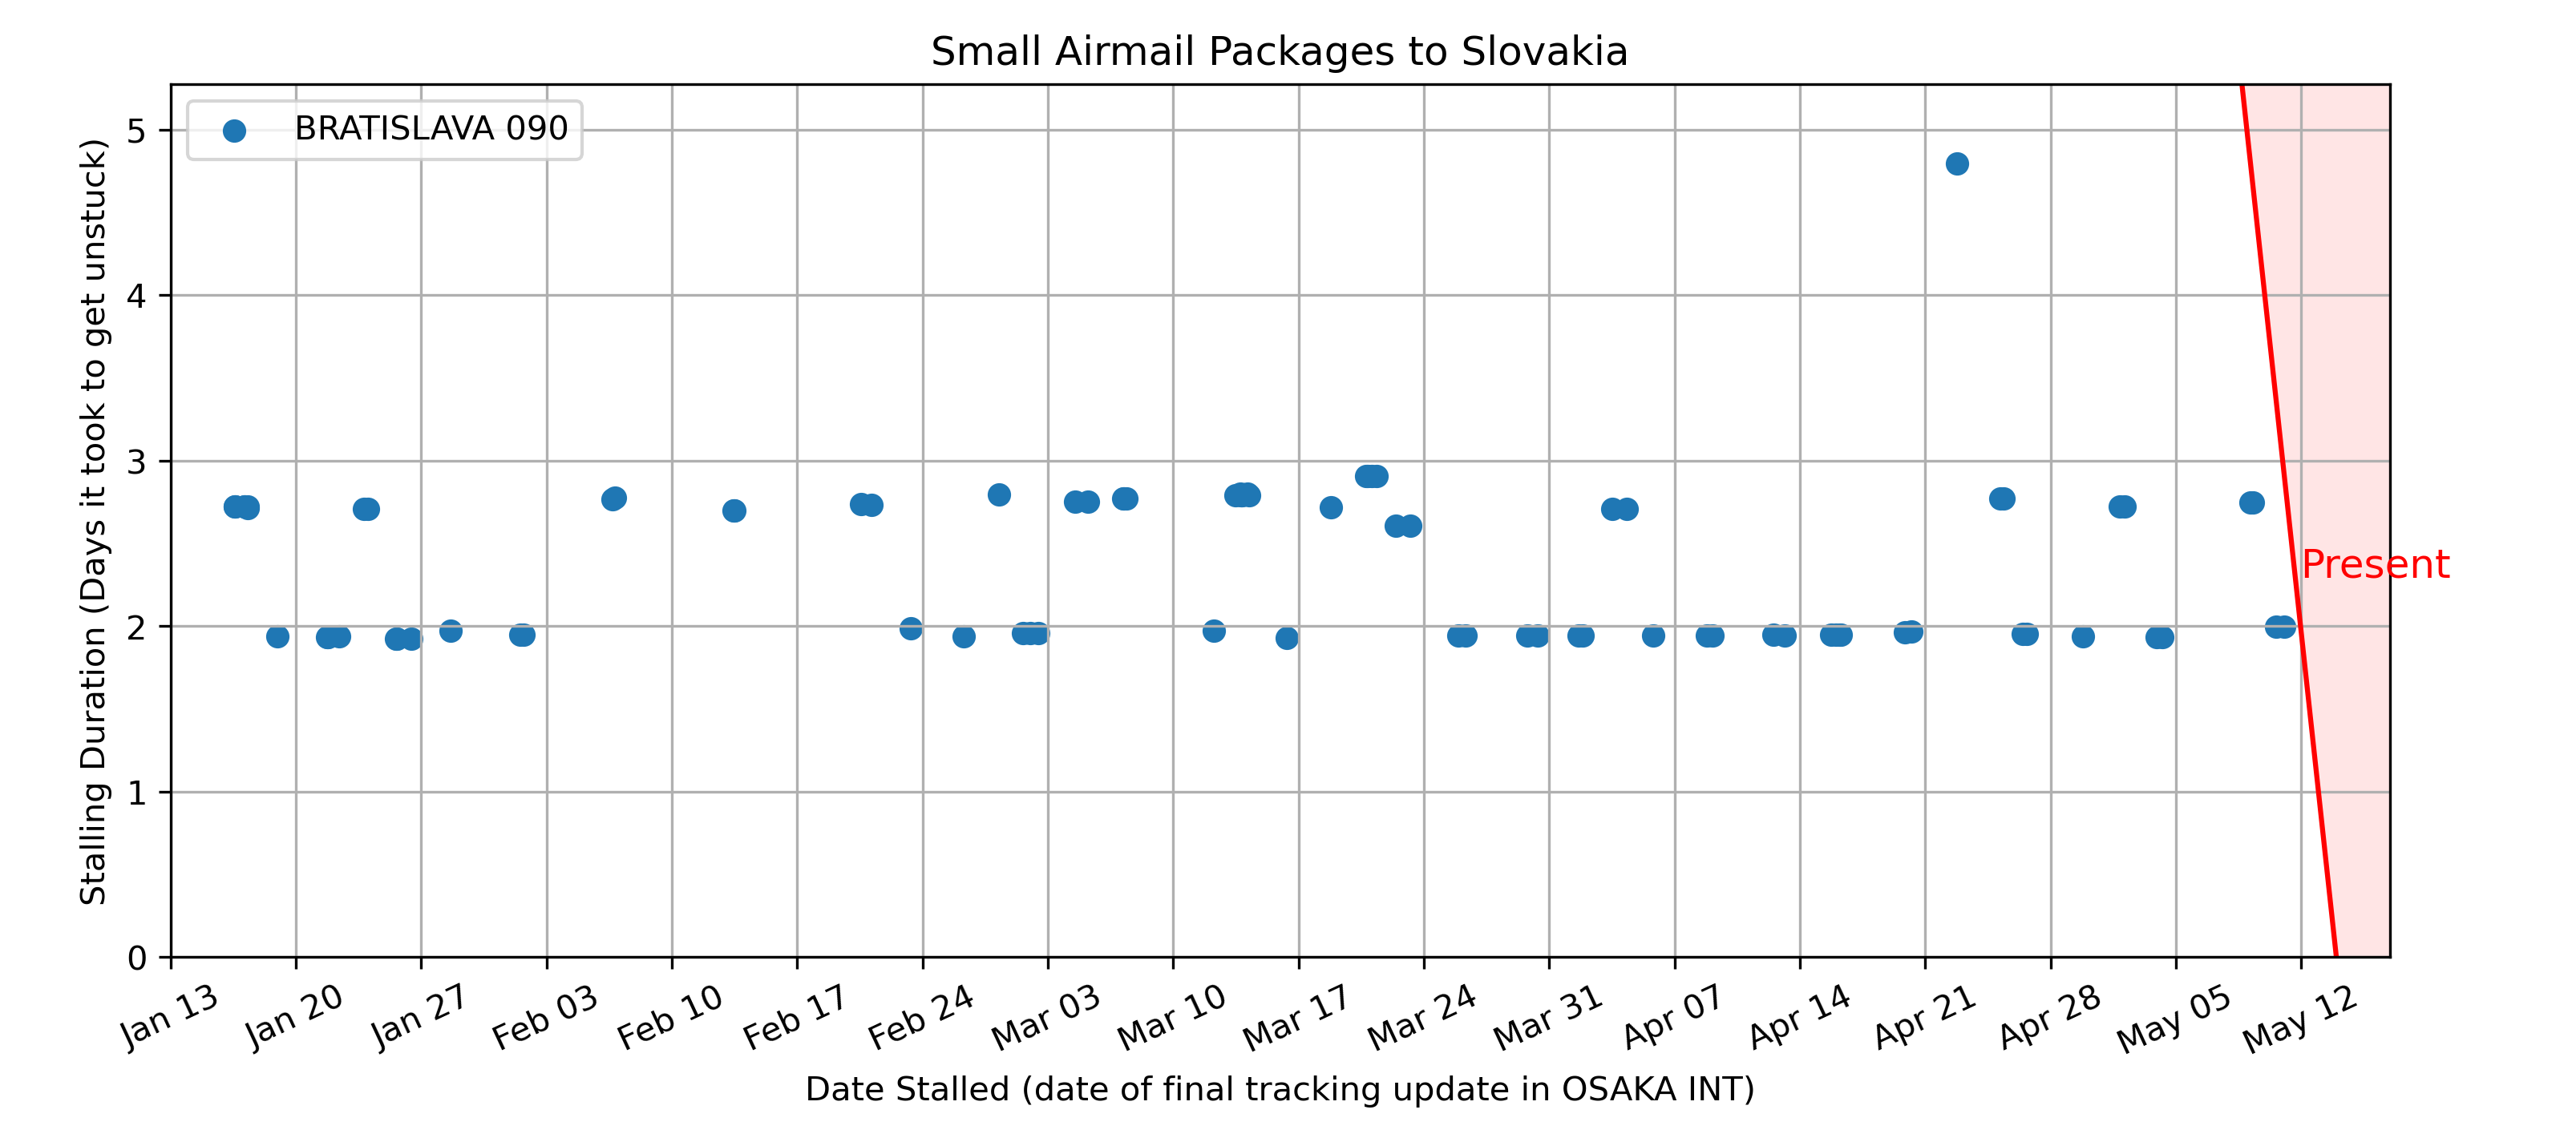 Small Airmail Packages to Slovakia
BRATISLAVA 090
Stalling Duration (Days it took to get unstuck)
5
4
3
2
1
0
Present
Jan 13
Jan 20
Jan 27
Feb 03
Feb 10
Feb 17
Feb 24
Mar 03
Mar 10
Mar 17
Mar 24
Mar 31
Apr 07
Apr 14
Apr 21
Apr 28
May 05
May 12
Date Stalled (date of final tracking update in OSAKA INT)